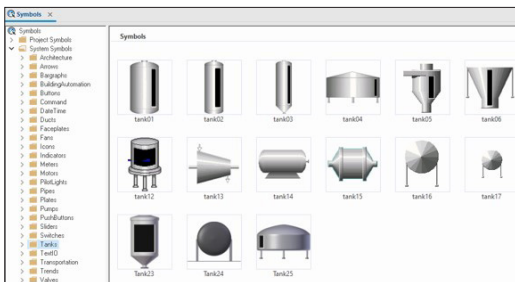 Symbols ×
Symbols
Project Symbols
System Symbols
Architecture
Arrows
Bargraphs
BuildingAutomation
Buttons
Command
DateTime
Ducts
Faceplates
Fans
Icons
Indicators
Meters
Motors
PilotLights
Pipes
Plates
Pumps
PushButtons
Sliders
Switches
Tanks
TextIO
Transportation
Trends
Valves
Symbols
tank01 tank02 tank03 tank04 tank05 tank06
tank12 tank13 tank14 tank15 tank16 tank17
Tank23 Tank24 Tank25